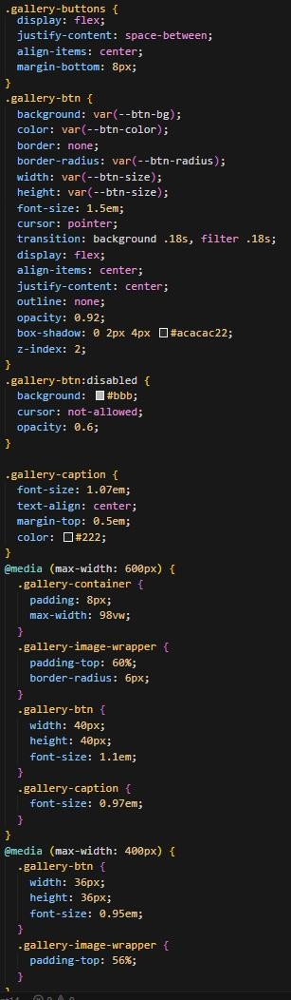 .gallery-buttons {
  display: flex;
  justify-content: space-between;
  align-items: center;
  margin-bottom: 8px;
}
.gallery-btn {
  background: var(--btn-bg);
  color: var(--btn-color);
  border: none;
  border-radius: var(--btn-radius);
  width: var(--btn-size);
  height: var(--btn-size);
  font-size: 1.5em;
  cursor: pointer;
  transition: background .18s, filter .18s;
  display: flex;
  align-items: center;
  justify-content: center;
  outline: none;
  opacity: 0.92;
  box-shadow: 0 2px 4px #acacac22;
  z-index: 2;
}
.gallery-btn:disabled {
  background: #bbb;
  cursor: not-allowed;
  opacity: 0.6;
}

.gallery-caption {
  font-size: 1.07em;
  text-align: center;
  margin-top: 0.5em;
  color: #222;
}
@media (max-width: 600px) {
  .gallery-container {
    padding: 8px;
    max-width: 98vw;
  }
  .gallery-image-wrapper {
    padding-top: 60%;
    border-radius: 6px;
  }
  .gallery-btn {
    width: 40px;
    height: 40px;
    font-size: 1.1em;
  }
  .gallery-caption {
    font-size: 0.97em;
  }
}
@media (max-width: 400px) {
  .gallery-btn {
    width: 36px;
    height: 36px;
    font-size: 0.95em;
  }
  .gallery-image-wrapper {
    padding-top: 56%;
  }
}